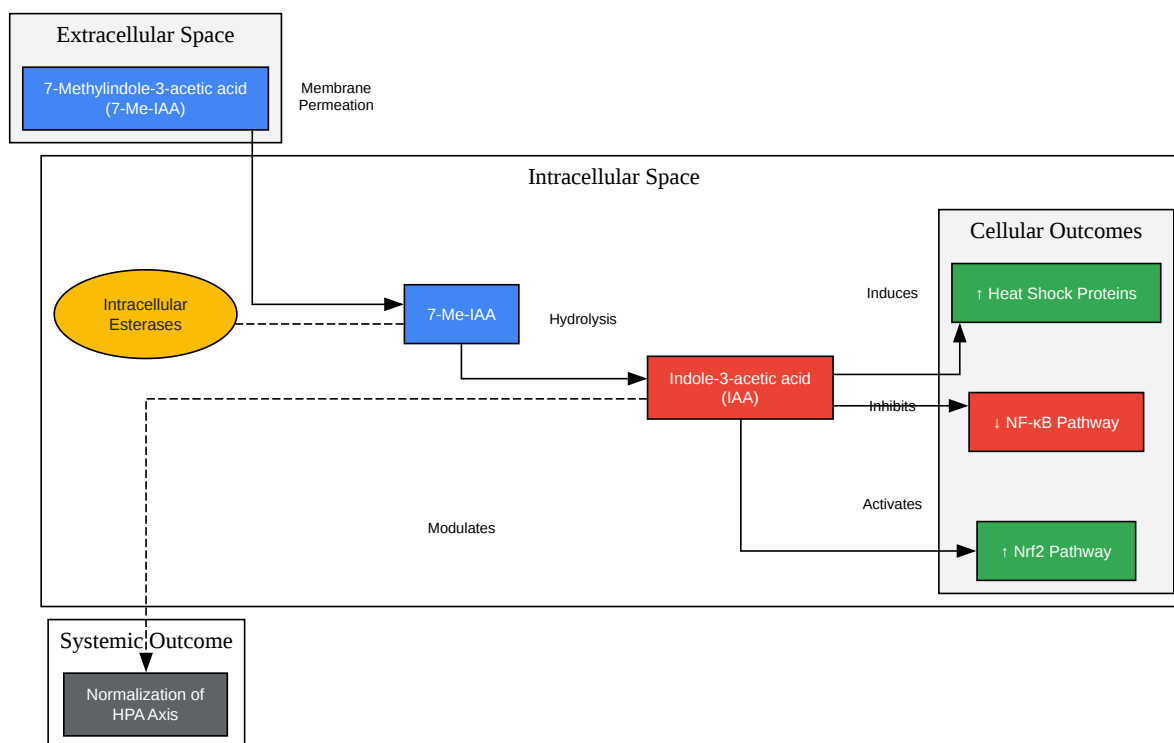 Extracellular Space
7-Methylindole-3-acetic acid
(7-Me-IAA)
Membrane
Permeation
Intracellular Space
Cellular Outcomes
Intracellular
Esterases
7-Me-IAA
Hydrolysis
Induces
↑ Heat Shock Proteins
Indole-3-acetic acid
(IAA)
Inhibits
↓ NF-κB Pathway
Modulates
Activates
↑ Nrf2 Pathway
Systemic Outcome
Normalization of
HPA Axis